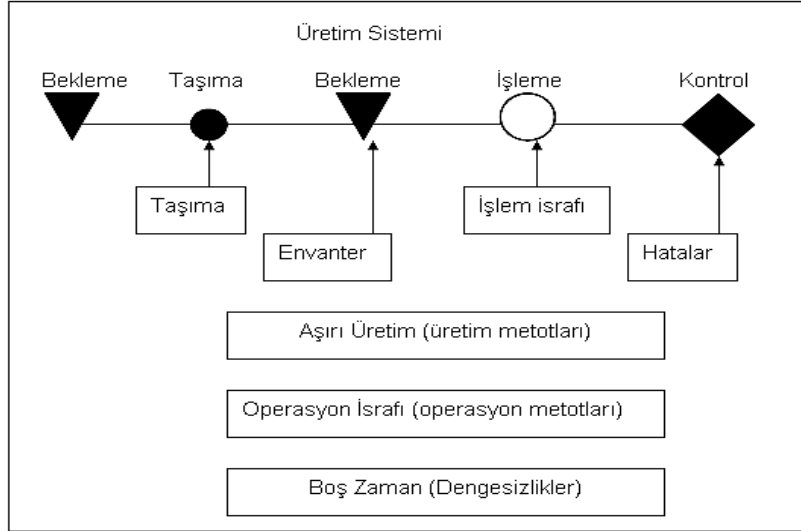 Üretim Sistemi
Bekleme Taşıma Bekleme İşleme Kontrol
Taşıma İşlem israfı
Envanter Hatalar
Aşırı Üretim (üretim metotları)
Operasyon İsrafı (operasyon metotları)
Boş Zaman (Dengesizlikler)